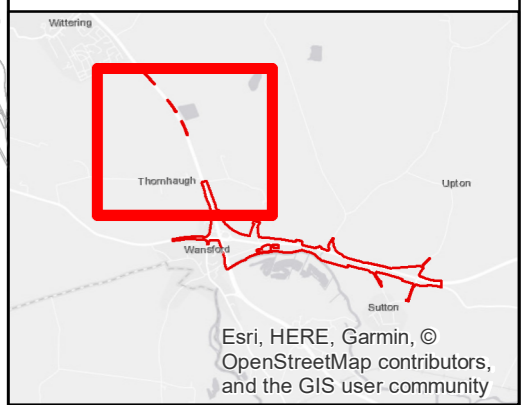 Wittering
Thornhaugh
Upton
Wansford
Sutton
Esri, HERE, Garmin, ©
OpenStreetMap contributors,
and the GIS user community